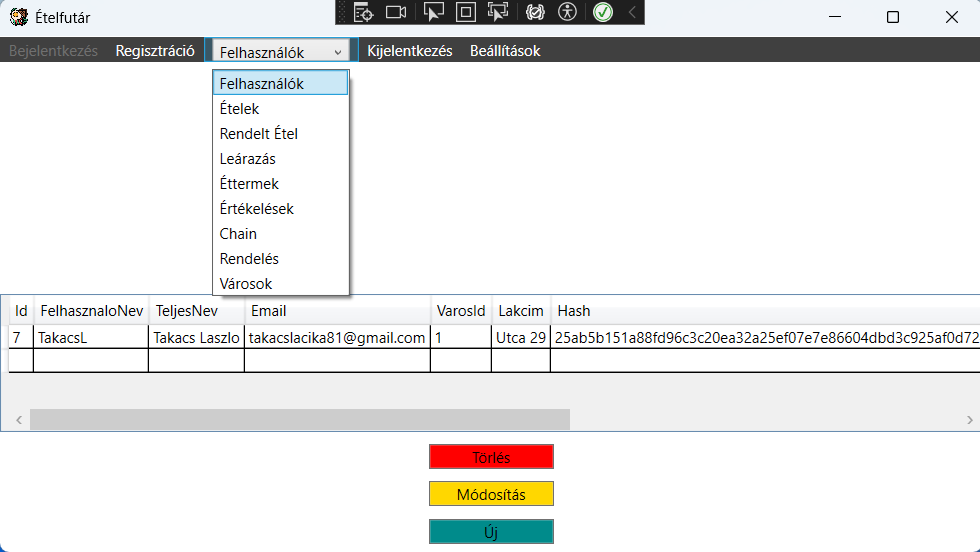 Ételfutár
Bejelentkezés Regisztráció Felhasználók Kijelentkezés Beállítások
Felhasználók
Ételek
Rendelt Étel
Leárazás
Éttermek
Értékelések
Chain
Rendelés
Városok
Id FelhasznaloNev TeljesNev Email VarosId Lakcim Hash
7 TakacsL Takacs Laszlo takacslacika81@gmail.com 1 Utca 29 25ab5b151a88fd96c3c20ea32a25ef07e7e86604dbd3c925af0d72
Törlés
Módosítás
Új